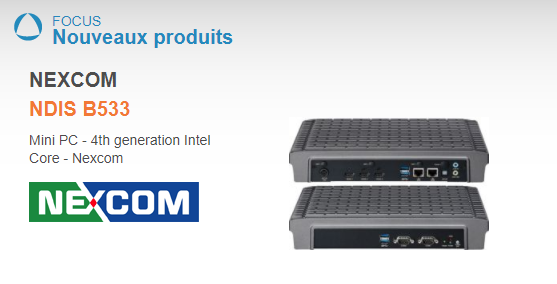 FOCUS
Nouveaux produits
NEXCOM
NDIS B533
Mini PC - 4th generation Intel
Core - Nexcom
NEXCOM